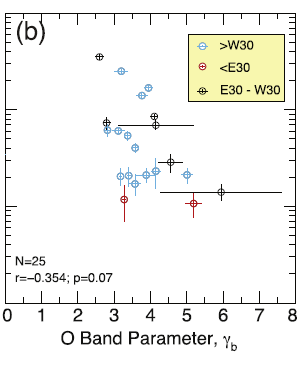 (b)
>W30
<E30
E30 - W30
N=25
r=-0.354; p=0.07
0 1 2 3 4 5 6 7 8
O Band Parameter, γb